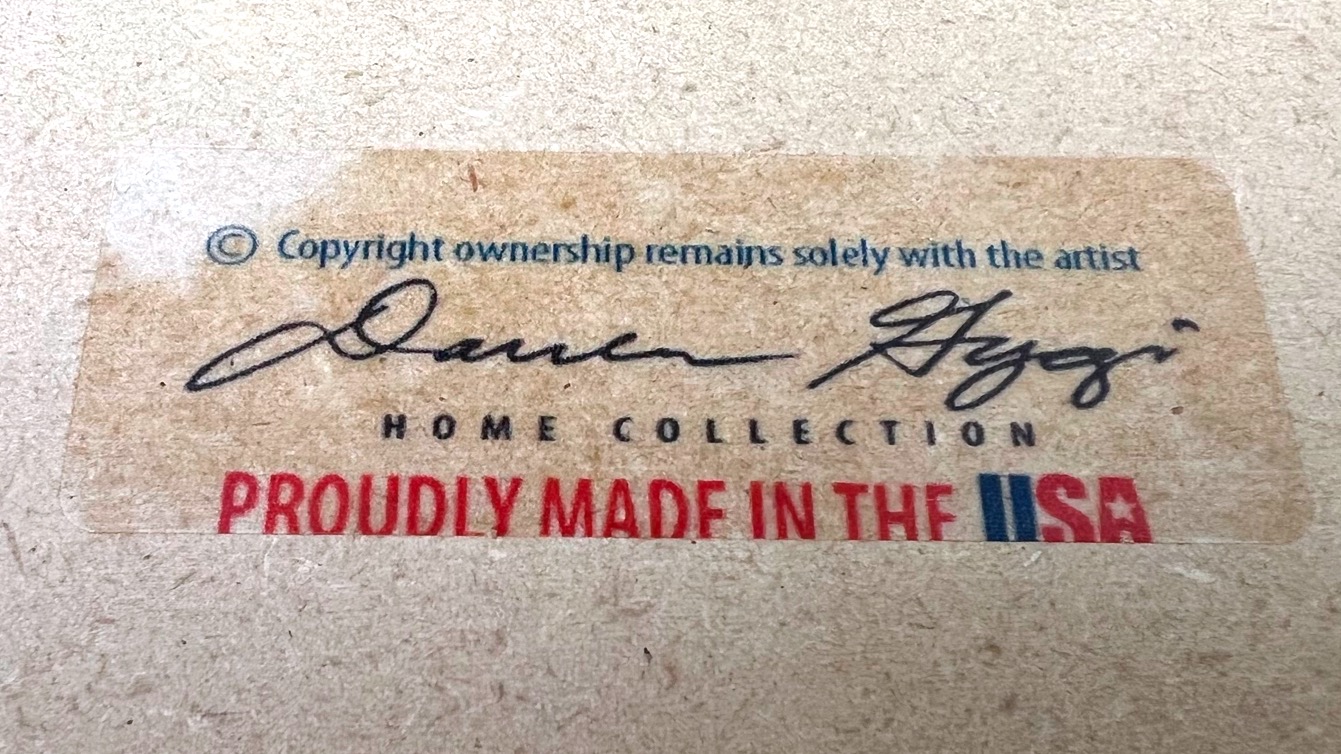 © Copyright ownership remains solely with the artist
Darren Gygi
HOME COLLECTION
PROUDLY MADE IN THE USA